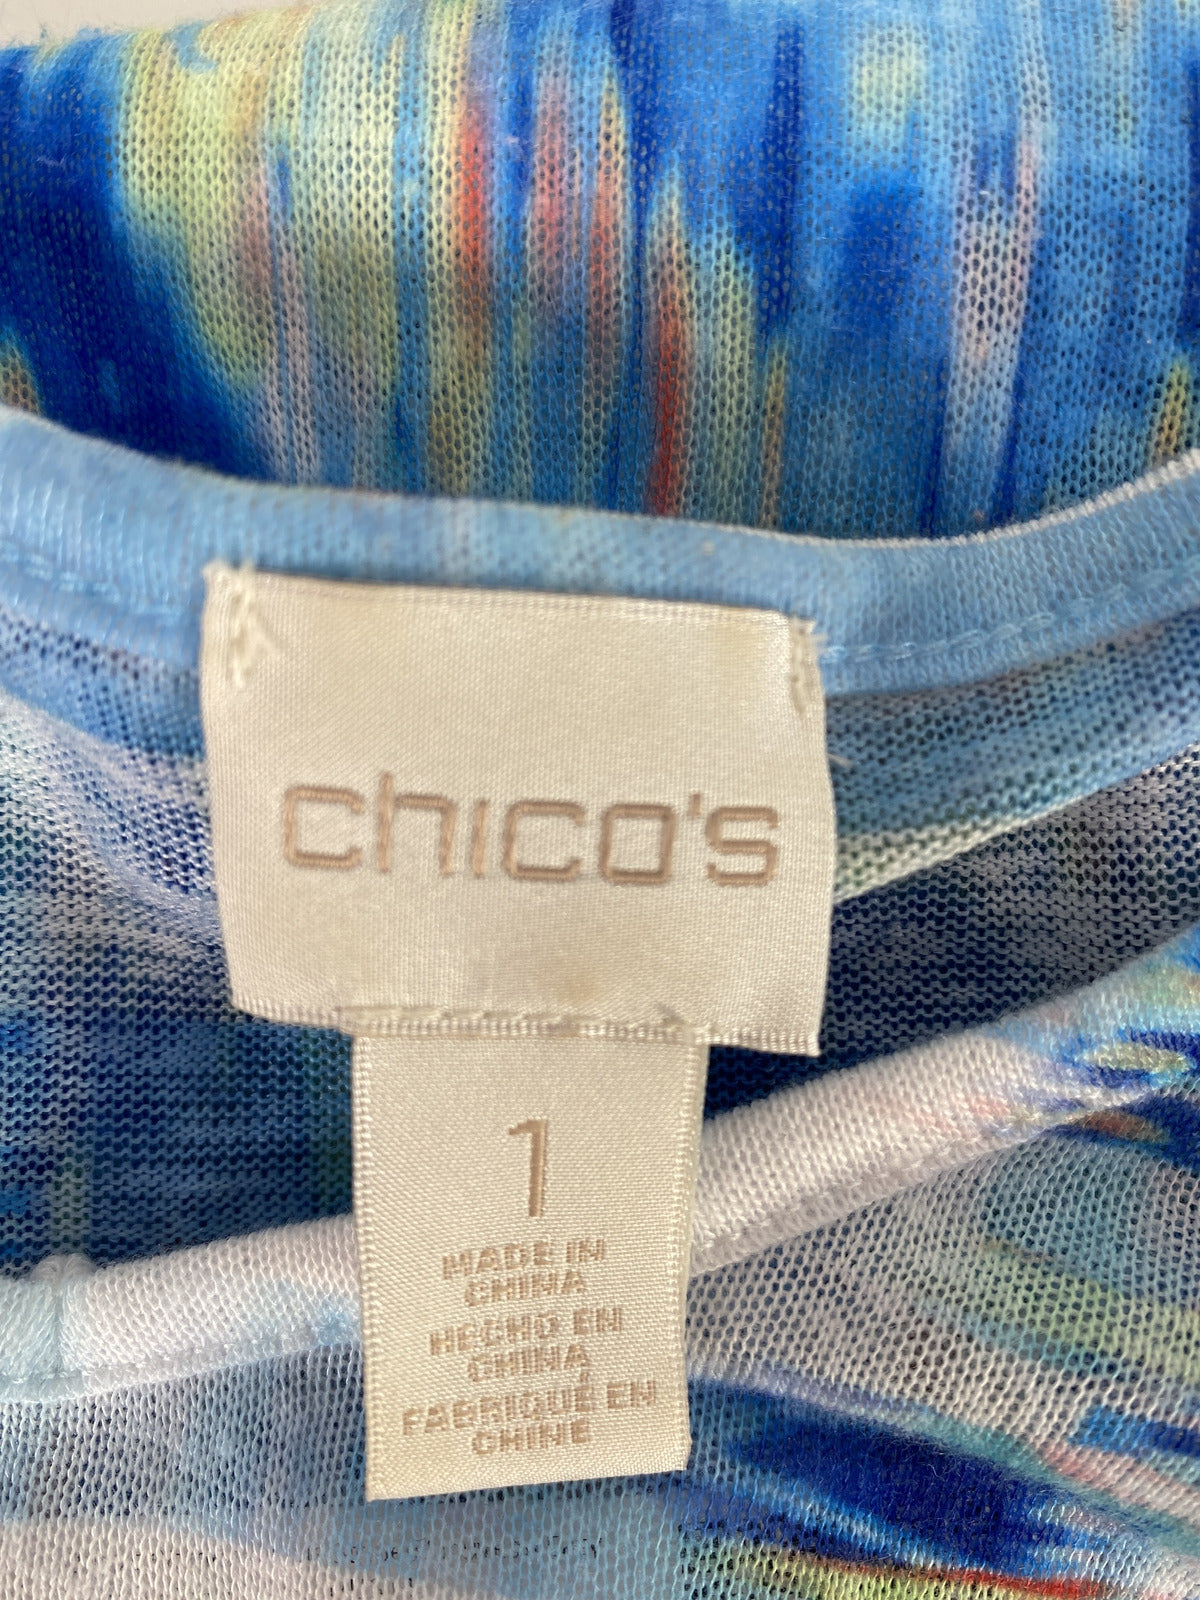 chico's
1
MADE IN
CHINA
HECHO EN
CHINA
FABRIQUÉ EN
CHINE